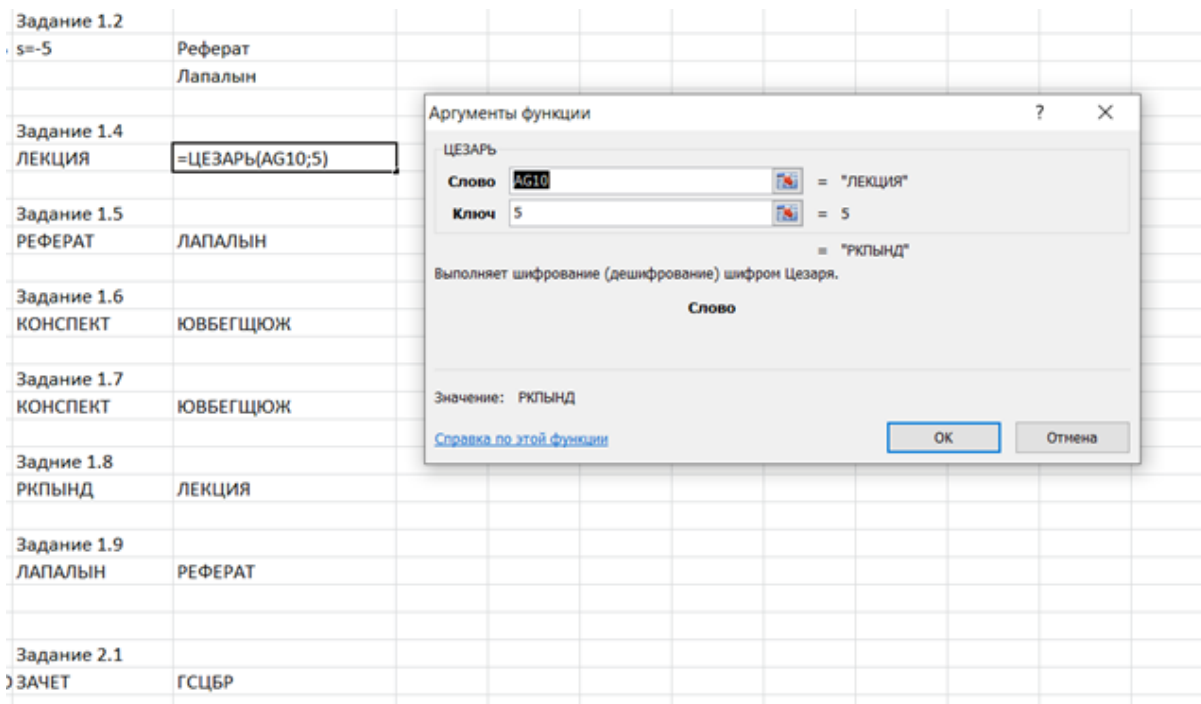 Задание 1.2
s=-5 Реферат
Лапалын
Задание 1.4
ЛЕКЦИЯ =ЦЕЗАРЬ(AG10;5)
Задание 1.5
РЕФЕРАТ ЛАПАЛЫН
Задание 1.6
КОНСПЕКТ ЮВБЕГЩЮЖ
Задание 1.7
КОНСПЕКТ ЮВБЕГЩЮЖ
Задние 1.8
РКПЫНД ЛЕКЦИЯ
Задание 1.9
ЛАПАЛЫН РЕФЕРАТ
Задание 2.1
ЗАЧЕТ ГСЦБР
Аргументы функции ?
ЦЕЗАРЬ
Слово AG10 = "ЛЕКЦИЯ"
Ключ 5 = 5
= "РКПЫНД"
Выполняет шифрование (дешифрование) шифром Цезаря.
Слово
Значение: РКПЫНД
Справка по этой функции ОК Отмена